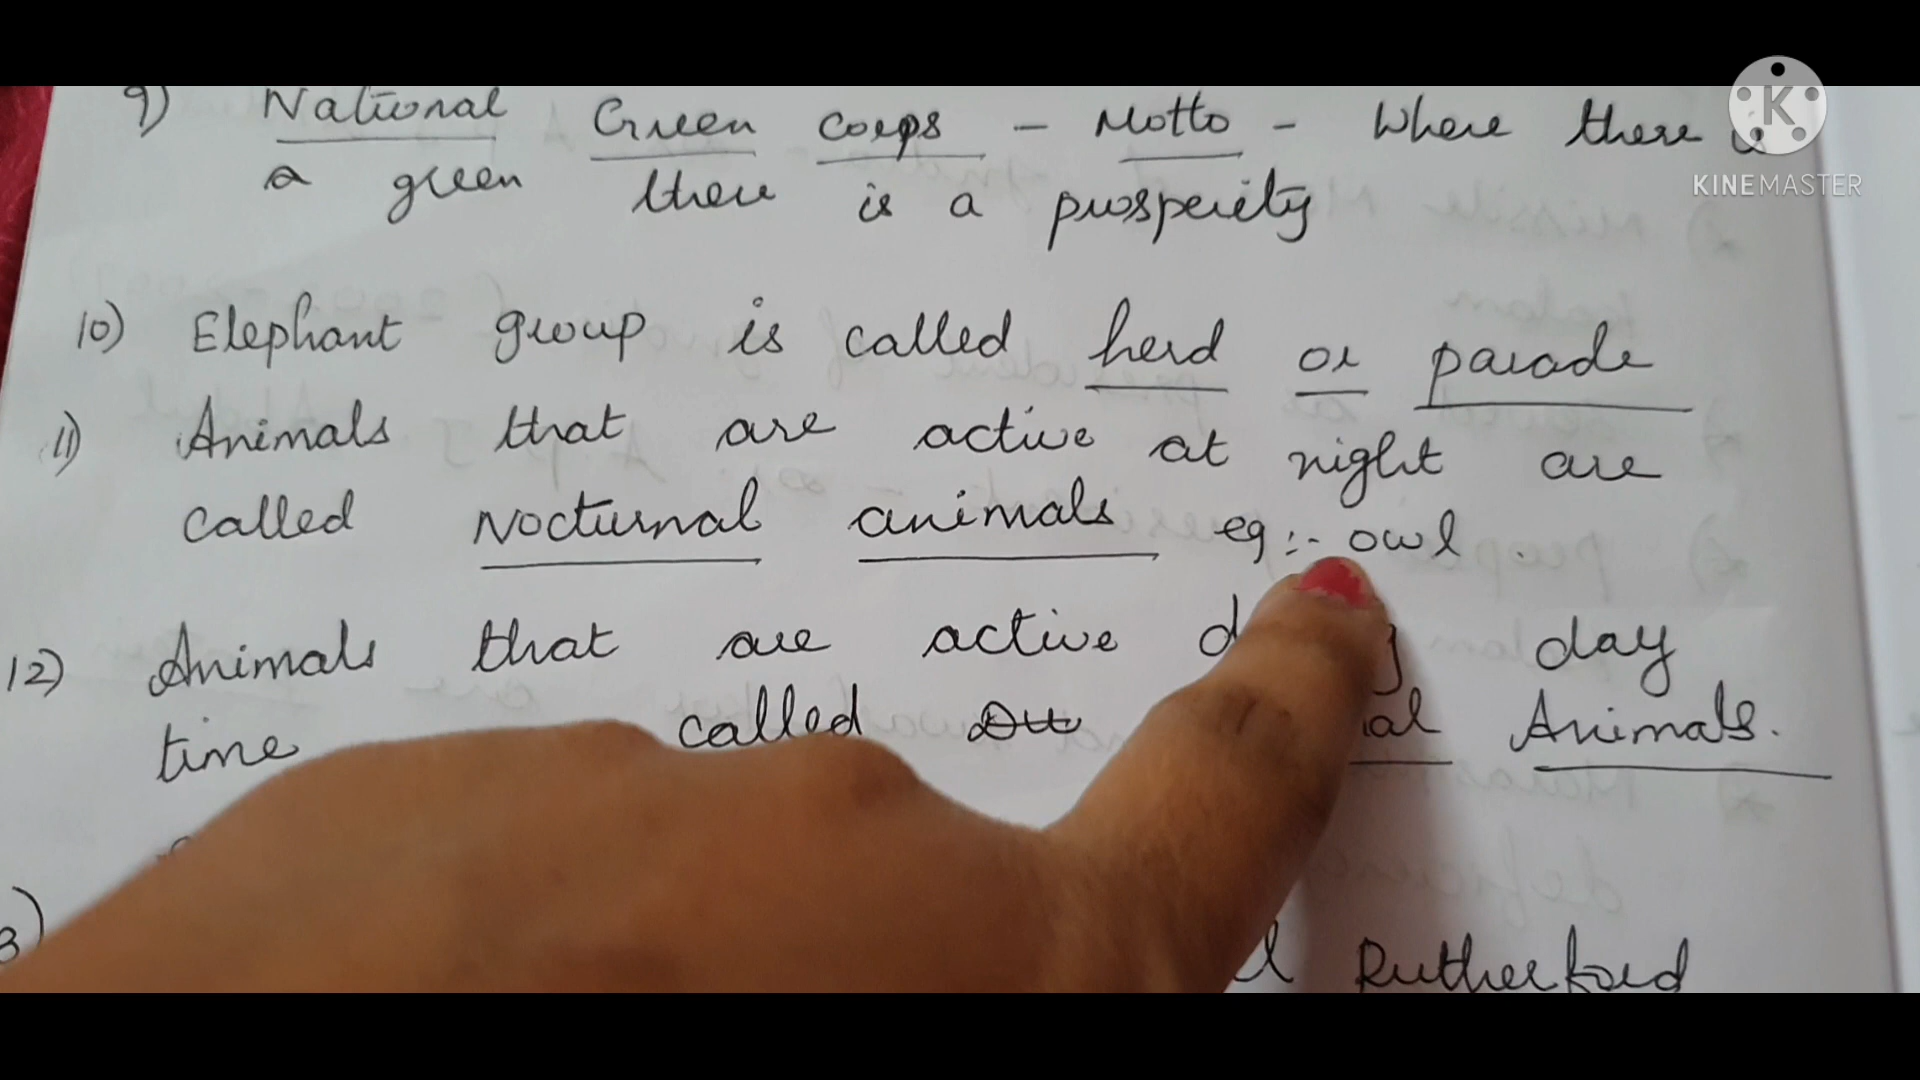 9) National Green corps - Motto - Where there is
a green there is a prosperity
KINEMASTER
10) Elephant group is called herd or parade
11) Animals that are active at night are
called Nocturnal animals eg:- owl.
12) Animals that are active day
time called Animals.
Rutherford